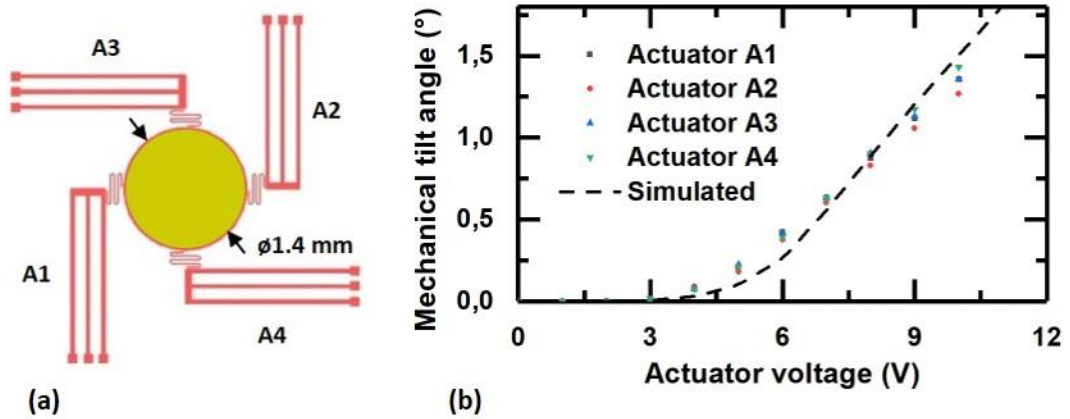 (a)
A3
A2
A1
ø1.4 mm
A4
(b)
Mechanical tilt angle (°)
1,5
1,0
0,5
0,0
Actuator A1
Actuator A2
Actuator A3
Actuator A4
Simulated
0 3 6 9 12
Actuator voltage (V)